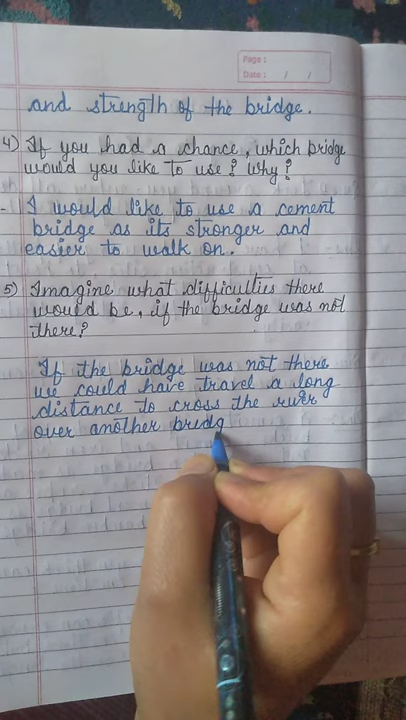 Page :
Date : / /
and strength of the bridge.
4) If you had a chance, which bridge
would you like to use? Why?
- I would like to use a cement
bridge as its stronger and
easier to walk on.
5) Imagine what difficulties there
would be, if the bridge was not
there?
If the bridge was not there
we could have travel a long
distance to cross the river
over another bridg